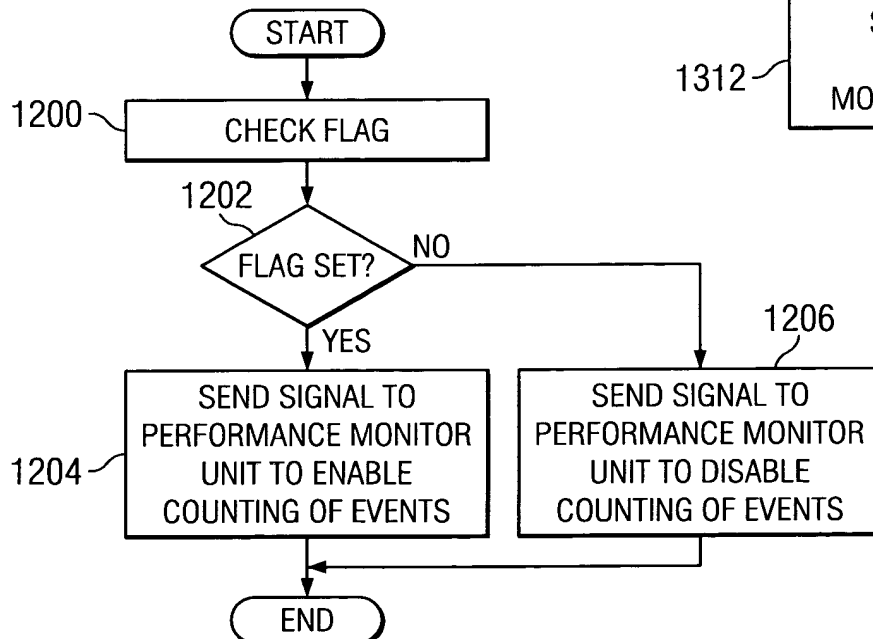 START
1200
CHECK FLAG
1202
FLAG SET?
NO
YES
1204
SEND SIGNAL TO
PERFORMANCE MONITOR
UNIT TO ENABLE
COUNTING OF EVENTS
1206
SEND SIGNAL TO
PERFORMANCE MONITOR
UNIT TO DISABLE
COUNTING OF EVENTS
END
1312